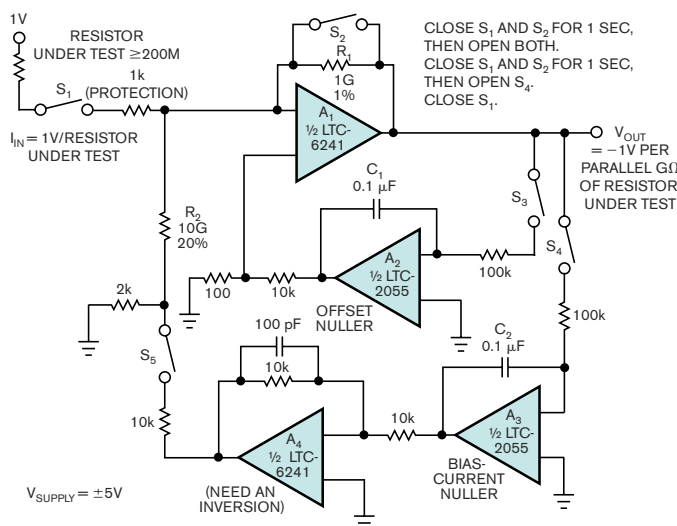 1V
RESISTOR
UNDER TEST ≥200M
S1
1k
(PROTECTION)
IIN = 1V/RESISTOR
UNDER TEST
S2
R1
1G
1%
A1
½ LTC-
6241
CLOSE S1 AND S2 FOR 1 SEC,
THEN OPEN BOTH.
CLOSE S1 AND S2 FOR 1 SEC,
THEN OPEN S4.
CLOSE S1.
VOUT
= −1V PER
PARALLEL GΩ
OF RESISTOR
UNDER TEST
S3
S4
C1
0.1 µF
R2
10G
20%
A2
½ LTC-
2055
100k
100
10k
OFFSET
NULLER
2k
100k
100 pF
S5
10k
C2
0.1 µF
10k
10k
A3
½ LTC-
2055
A4
½ LTC-
6241
BIAS-
CURRENT
NULLER
(NEED AN
INVERSION)
VSUPPLY = ±5V